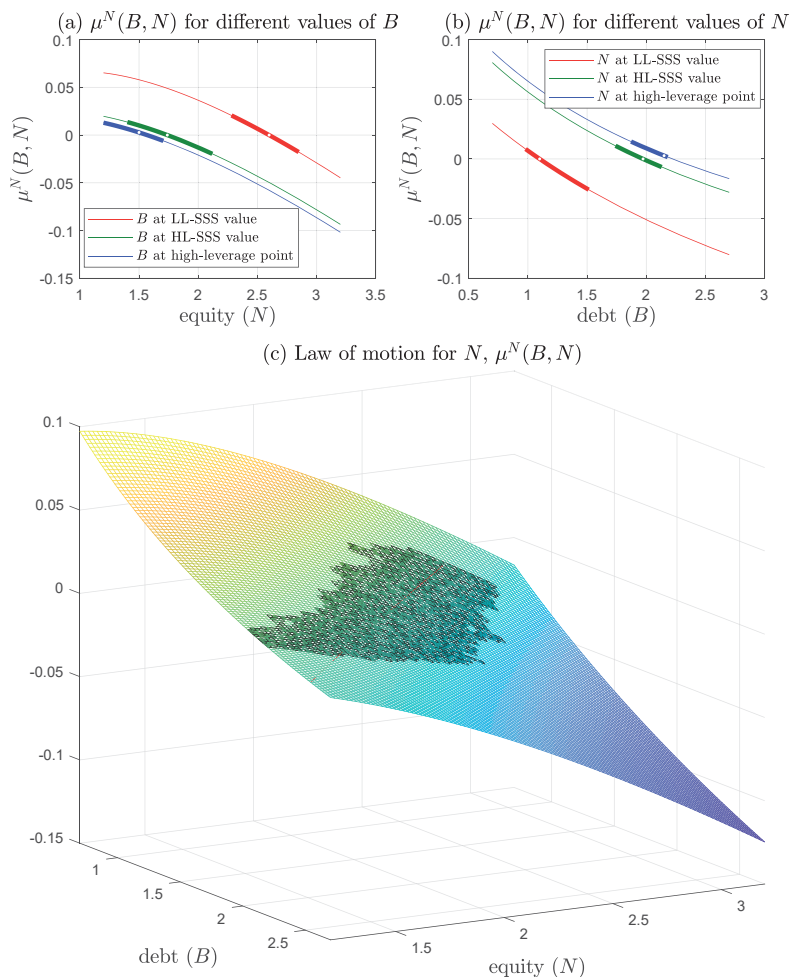 (a) μ^N(B, N) for different values of B
0.1
0.05
0
-0.05
-0.1
-0.15
μ^N(B, N)
B at LL-SSS value
B at HL-SSS value
B at high-leverage point
1
1.5
2
2.5
3
3.5
equity (N)
(b) μ^N(B, N) for different values of N
0.1
0.05
0
-0.05
-0.1
μ^N(B, N)
N at LL-SSS value
N at HL-SSS value
N at high-leverage point
0.5
1
1.5
2
2.5
3
debt (B)
(c) Law of motion for N, μ^N(B, N)
0.1
0.05
0
-0.05
-0.1
-0.15
1
1.5
2
2.5
debt (B)
1.5
2
2.5
3
equity (N)